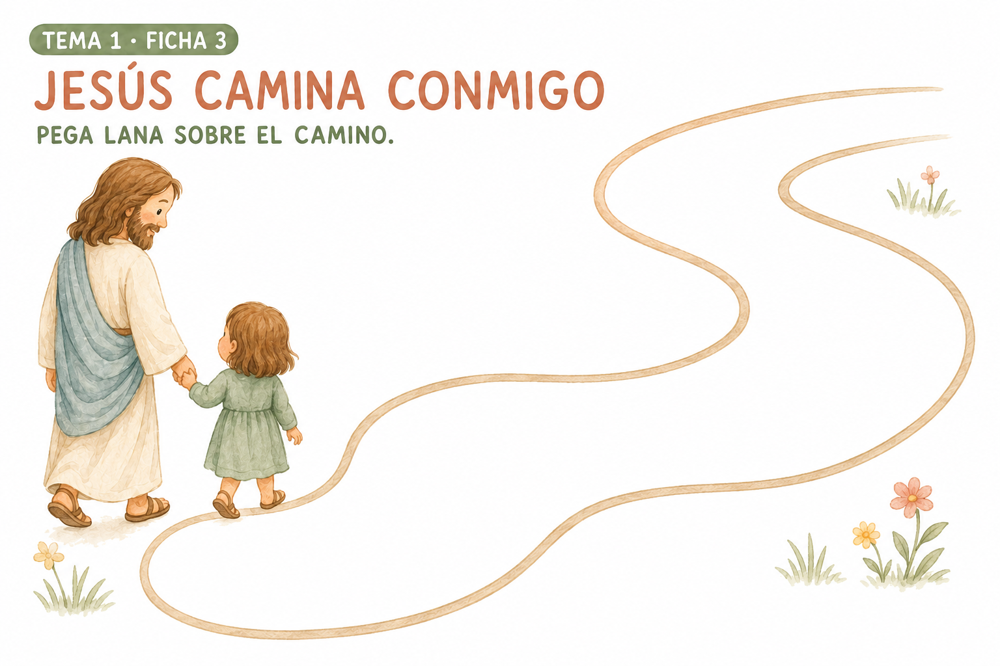 TEMA 1 · FICHA 3
JESÚS CAMINA CONMIGO
PEGA LANA SOBRE EL CAMINO.